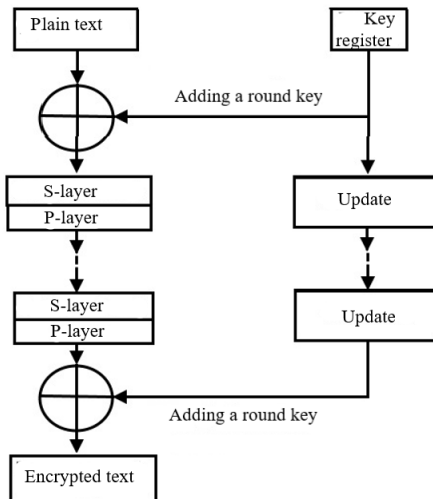 Plain text
Key
register
Adding a round key
S-layer
P-layer
Update
S-layer
P-layer
Update
Adding a round key
Encrypted text